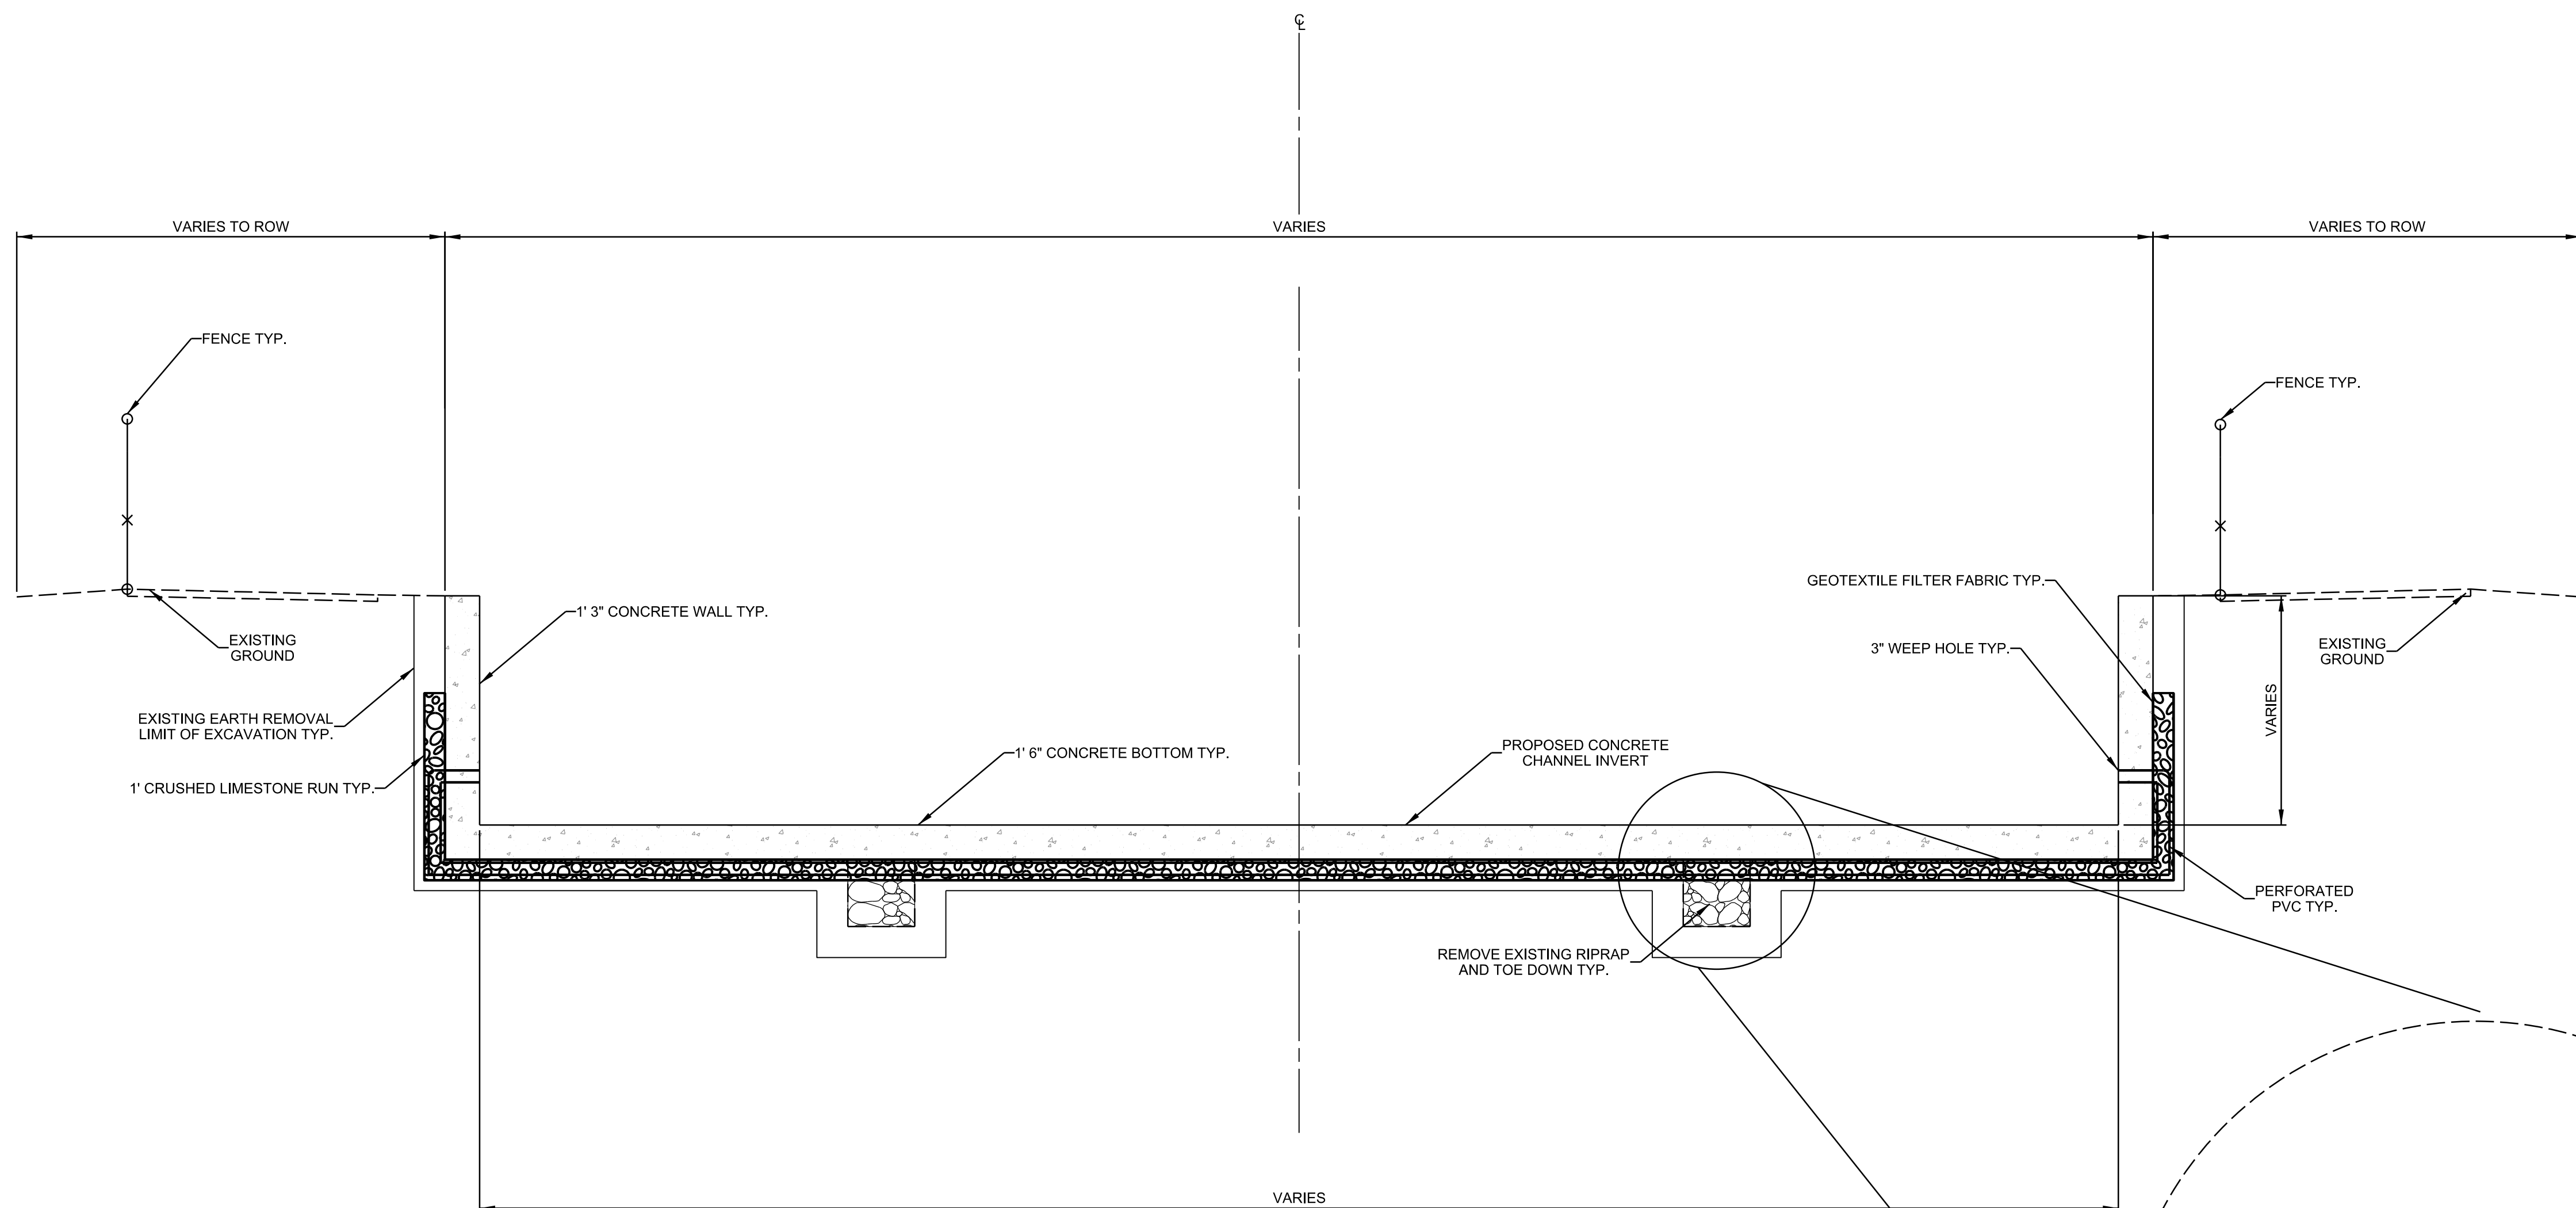 ℄
VARIES TO ROW
VARIES
VARIES TO ROW
FENCE TYP.
FENCE TYP.
GEOTEXTILE FILTER FABRIC TYP.
1' 3" CONCRETE WALL TYP.
EXISTING
GROUND
3" WEEP HOLE TYP.
EXISTING
GROUND
VARIES
EXISTING EARTH REMOVAL
LIMIT OF EXCAVATION TYP.
1' 6" CONCRETE BOTTOM TYP.
PROPOSED CONCRETE
CHANNEL INVERT
1' CRUSHED LIMESTONE RUN TYP.
PERFORATED
PVC TYP.
REMOVE EXISTING RIPRAP
AND TOE DOWN TYP.
VARIES